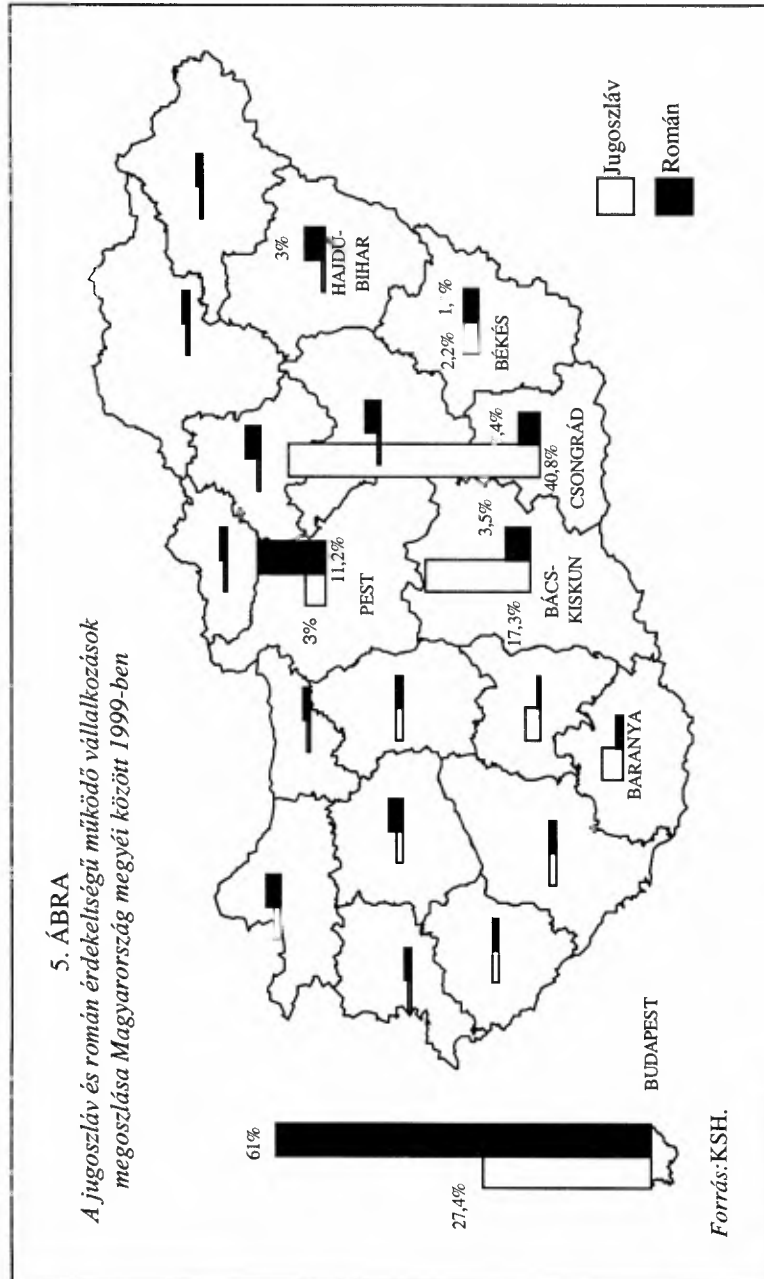 5. ÁBRA
A jugoszláv és román érdekeltségű működő vállalkozások
megoszlása Magyarország megyéi között 1999-ben
61%
27,4%
BUDAPEST
3%
11,2%
PEST
17,3%
3,5%
BÁCS-
KISKUN
BARANYA
40,8%
,4%
CSONGRÁD
2,2%
BÉKÉS
3%
HAJDÚ-
BIHAR
Jugoszláv
Román
Forrás: KSH.